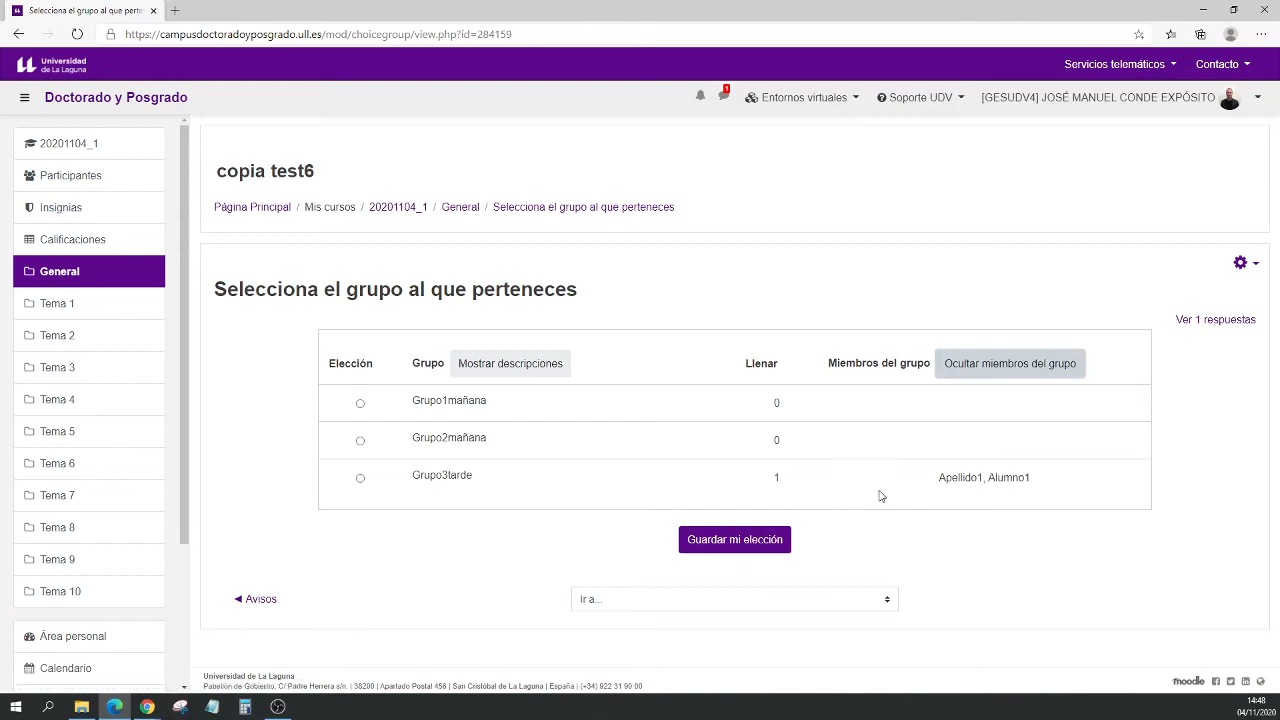 Selecciona el grupo al que perte
https://campusdoctoradoyposgrado.ull.es/mod/choicegroup/view.php?id=284159
Universidad
de La Laguna
Servicios telemáticos
Contacto
Doctorado y Posgrado
1
Entornos virtuales
Soporte UDV
[GESUDV4] JOSÉ MANUEL CONDE EXPÓSITO
20201104_1
Participantes
Insignias
Calificaciones
General
Tema 1
Tema 2
Tema 3
Tema 4
Tema 5
Tema 6
Tema 7
Tema 8
Tema 9
Tema 10
Área personal
Calendario
copia test6
Página Principal / Mis cursos / 20201104_1 / General / Selecciona el grupo al que perteneces
Selecciona el grupo al que perteneces
Ver 1 respuestas
Elección Grupo Mostrar descripciones Llenar Miembros del grupo Ocultar miembros del grupo
Grupo1mañana 0
Grupo2mañana 0
Grupo3tarde 1 Apellido1, Alumno1
Guardar mi elección
◀ Avisos
Ir a...
Universidad de La Laguna
Pabellón de Gobierno, C/ Padre Herrera s/n. | 38200 | Apartado Postal 456 | San Cristóbal de La Laguna | España | (+34) 922 31 90 00
moodle
14:48
04/11/2020